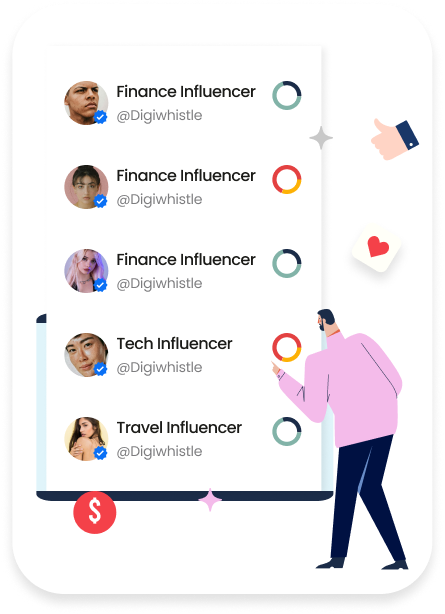 Finance Influencer
@Digiwhistle
Finance Influencer
@Digiwhistle
Finance Influencer
@Digiwhistle
Tech Influencer
@Digiwhistle
Travel Influencer
@Digiwhistle
$